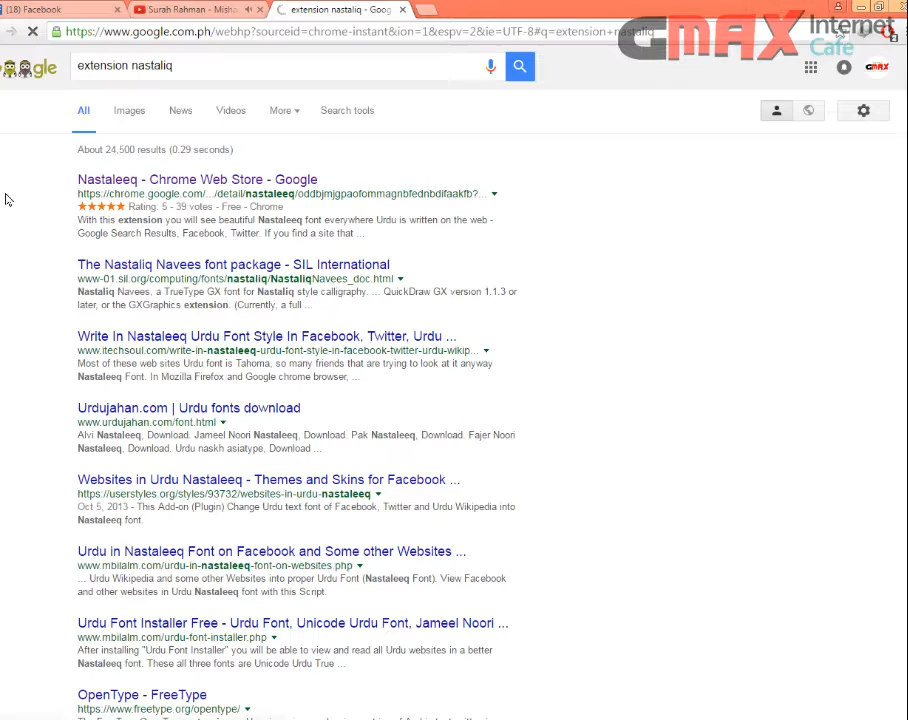 (18) Facebook
Surah Rahman - Misha
extension nastaliq - Goog
https://www.google.com.ph/webhp?sourceid=chrome-instant&ion=1&espv=2&ie=UTF-8#q=extension+nastaliq
GMAX Internet
Cafe
gle
extension nastaliq
GMAX
All Images News Videos More Search tools
About 24,500 results (0.29 seconds)
Nastaleeq - Chrome Web Store - Google
https://chrome.google.com/.../detail/nastaleeq/oddbjmjgpaofommagnbfednbdifaakfb?...
Rating: 5 - 39 votes - Free - Chrome
With this extension you will see beautiful Nastaleeq font everywhere Urdu is written on the web -
Google Search Results, Facebook, Twitter. If you find a site that ...
The Nastaliq Navees font package - SIL International
www-01.sil.org/computing/fonts/nastaliq/NastaliqNavees_doc.html
Nastaliq Navees, a TrueType GX font for Nastaliq style calligraphy. ... QuickDraw GX version 1.1.3 or
later, or the GXGraphics extension. (Currently, a full ...
Write In Nastaleeq Urdu Font Style In Facebook, Twitter, Urdu ...
www.itechsoul.com/write-in-nastaleeq-urdu-font-style-in-facebook-twitter-urdu-wikip...
Most of these web sites Urdu font is Tahoma, so many friends that are trying to look at it anyway
Nastaleeq Font. In Mozilla Firefox and Google chrome browser, ...
Urdujahan.com | Urdu fonts download
www.urdujahan.com/font.html
Alvi Nastaleeq, Download. Jameel Noori Nastaleeq, Download. Pak Nastaleeq, Download. Fajer Noori
Nastaleeq, Download. Urdu naskh asiatype, Download ...
Websites in Urdu Nastaleeq - Themes and Skins for Facebook ...
https://userstyles.org/styles/93732/websites-in-urdu-nastaleeq
Oct 5, 2013 - This Add-on (Plugin) Change Urdu text font of Facebook, Twitter and Urdu Wikipedia into
Nastaleeq font.
Urdu in Nastaleeq Font on Facebook and Some other Websites ...
www.mbilalm.com/urdu-in-nastaleeq-font-on-websites.php
... Urdu Wikipedia and some other Websites into proper Urdu Font (Nastaleeq Font). View Facebook
and other websites in Urdu Nastaleeq font with this Script.
Urdu Font Installer Free - Urdu Font, Unicode Urdu Font, Jameel Noori ...
www.mbilalm.com/urdu-font-installer.php
After installing "Urdu Font Installer" you will be able to view and read all Urdu websites in a better
Nastaleeq font. These all three fonts are Unicode Urdu True ...
OpenType - FreeType
https://www.freetype.org/opentype/